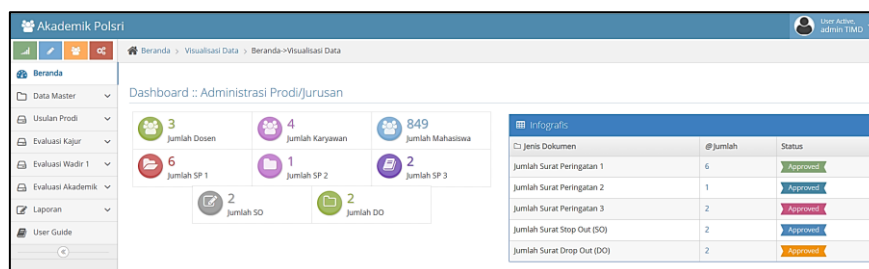 Akademik Polsri
User Active,
admin TIMD
Beranda > Visualisasi Data > Beranda->Visualisasi Data
Beranda
Data Master
Usulan Prodi
Evaluasi Kajur
Evaluasi Wadir 1
Evaluasi Akademik
Laporan
User Guide
Dashboard :: Administrasi Prodi/Jurusan
3
Jumlah Dosen
4
Jumlah Karyawan
849
Jumlah Mahasiswa
6
Jumlah SP 1
1
Jumlah SP 2
2
Jumlah SP 3
2
Jumlah SO
2
Jumlah DO
Infografis
Jenis Dokumen @Jumlah Status
Jumlah Surat Peringatan 1 6 Approved
Jumlah Surat Peringatan 2 1 Approved
Jumlah Surat Peringatan 3 2 Approved
Jumlah Surat Stop Out (SO) 2 Approved
Jumlah Surat Drop Out (DO) 2 Approved